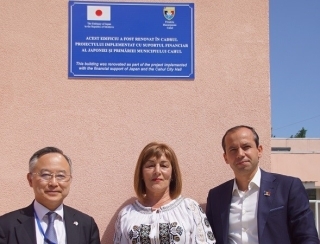 ACEST EDIFICIU A FOST RENOVAT ÎN CADRUL
PROIECTULUI IMPLEMENTAT CU SUPORTUL FINANCIAR
AL JAPONIEI ȘI PRIMĂRIEI MUNICIPIULUI CAHUL
This building was renovated as part of the project implemented
with the financial support of Japan and the Cahul City Hall